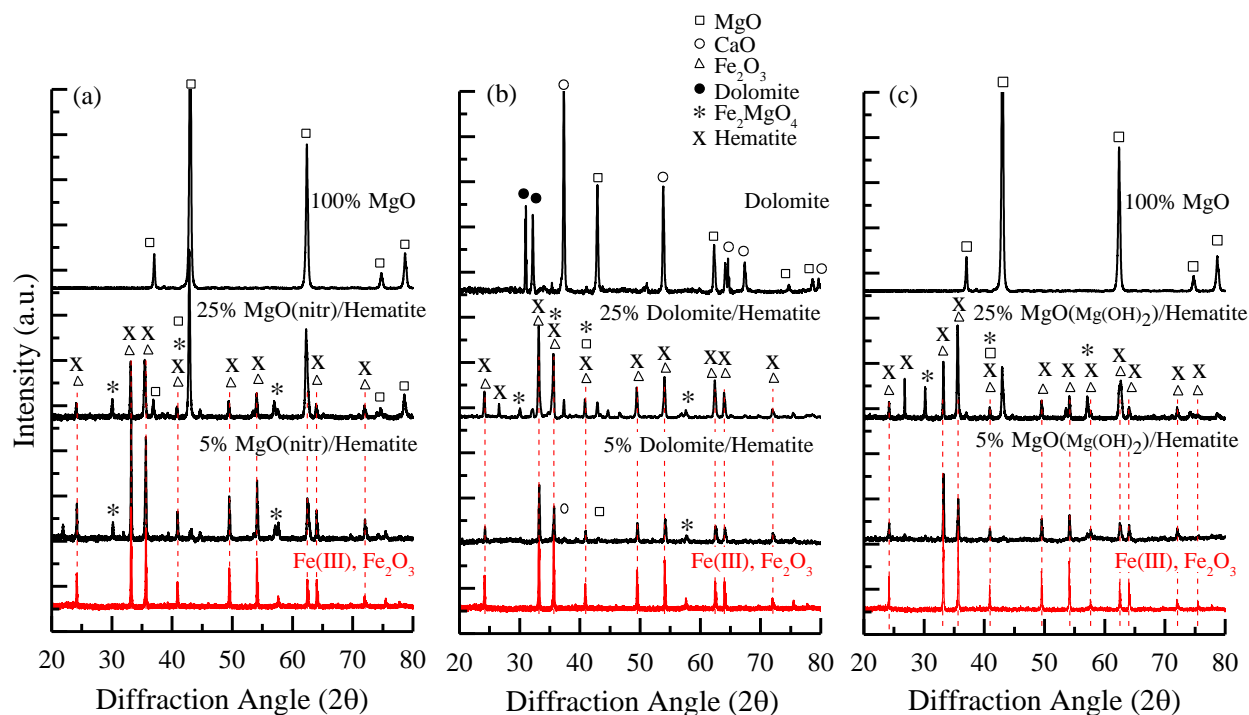 □ MgO
○ CaO
△ Fe₂O₃
● Dolomite
* Fe₂MgO₄
X Hematite
Intensity (a.u.)
(a)
100% MgO
25% MgO(nitr)/Hematite
5% MgO(nitr)/Hematite
Fe(III), Fe₂O₃
20 30 40 50 60 70 80
Diffraction Angle (2θ)
(b)
Dolomite
25% Dolomite/Hematite
5% Dolomite/Hematite
Fe(III), Fe₂O₃
20 30 40 50 60 70 80
Diffraction Angle (2θ)
(c)
100% MgO
25% MgO(Mg(OH)₂)/Hematite
5% MgO(Mg(OH)₂)/Hematite
Fe(III), Fe₂O₃
20 30 40 50 60 70 80
Diffraction Angle (2θ)